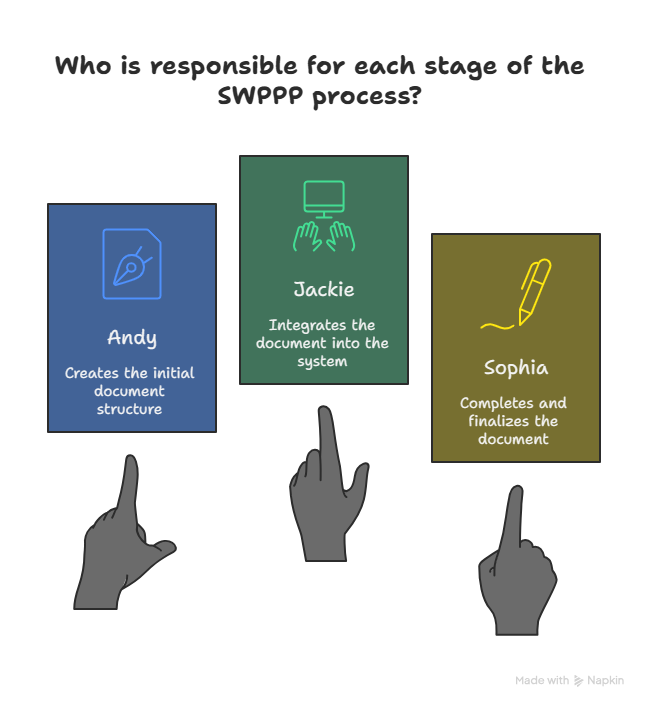 Who is responsible for each stage of the
SWPPP process?
Andy
Creates the initial
document
structure
Jackie
Integrates the
document into the
system
Sophia
Completes and
finalizes the
document
Made with Napkin